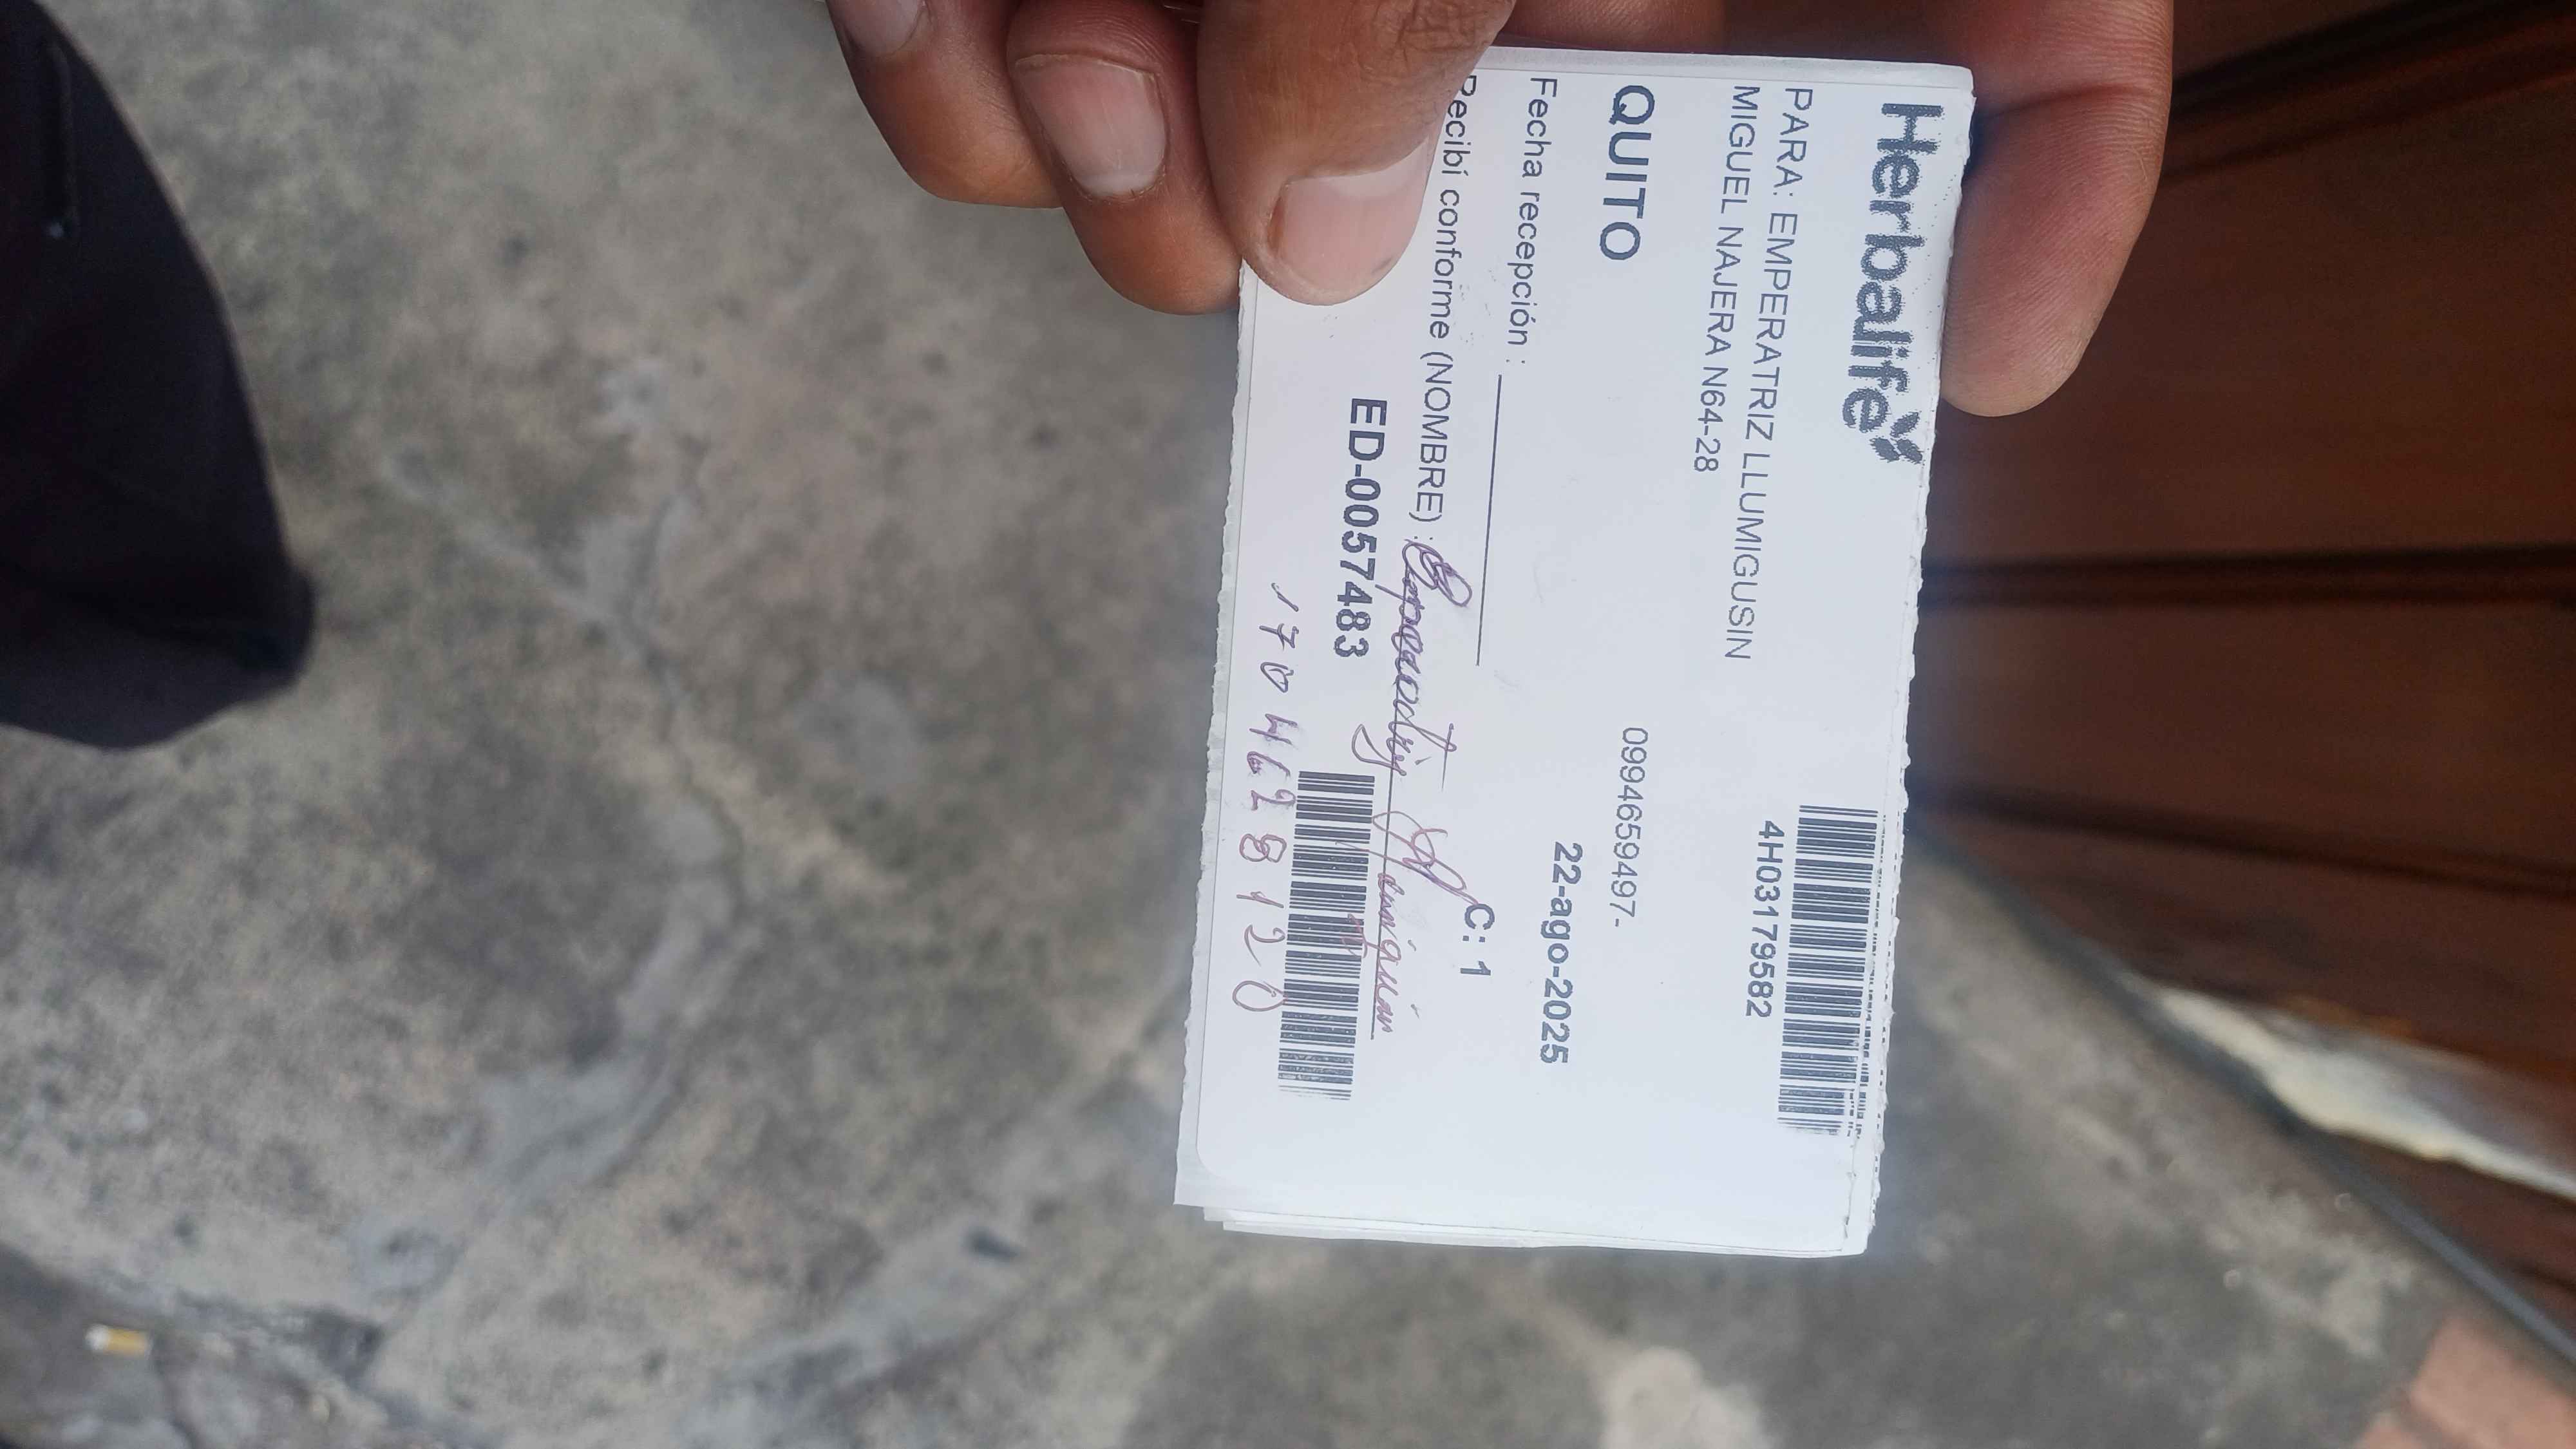 Herbalife
4H03179582
PARA: EMPERATRIZ LLUMIGUSIN
MIGUEL NAJERA N64-28
QUITO
0994659497-
Fecha recepción :
22-ago-2025
Recibí conforme (NOMBRE) :
C: 1
ED-0057483
1704628120